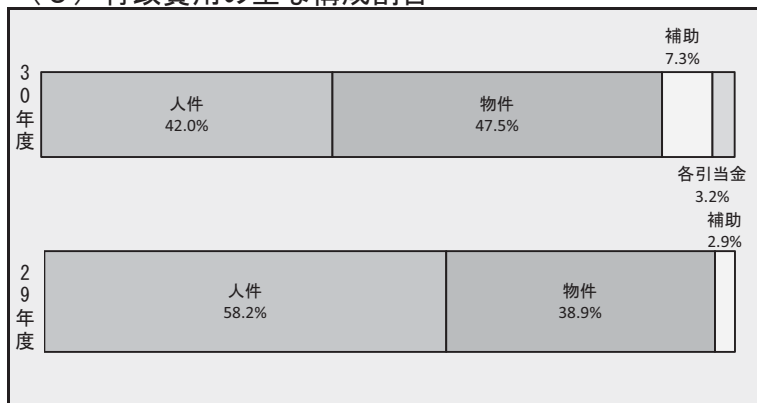 補助
7.3%
30年度
人件
42.0%
物件
47.5%
各引当金
3.2%
補助
2.9%
29年度
人件
58.2%
物件
38.9%